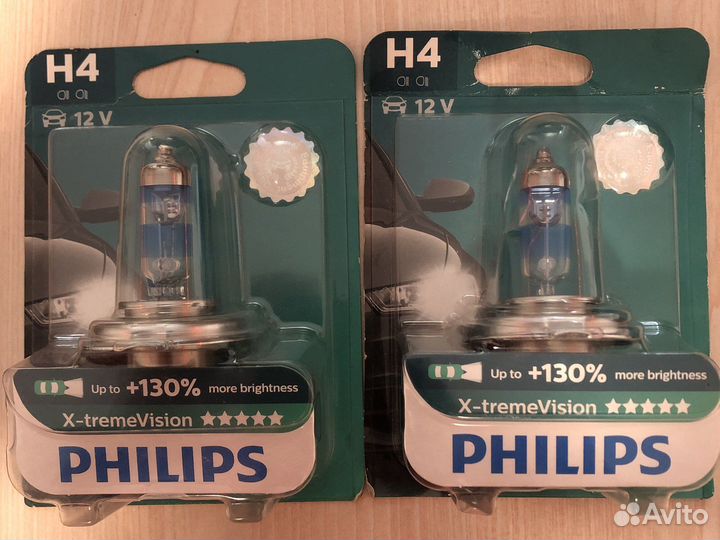 H4
12 V
Up to +130% more brightness
X-tremeVision
PHILIPS
H4
12 V
Up to +130% more brightness
X-tremeVision
PHILIPS
Avito